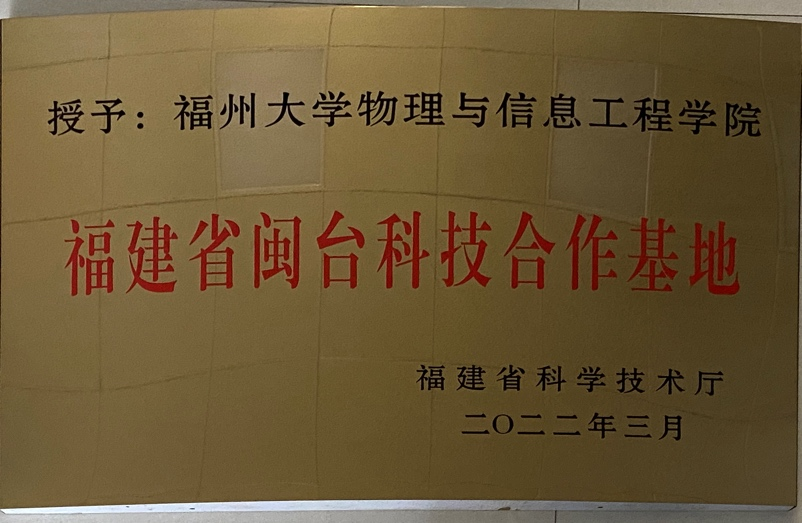 授予：福州大学物理与信息工程学院
福建省闽台科技合作基地
福建省科学技术厅
二〇二二年三月